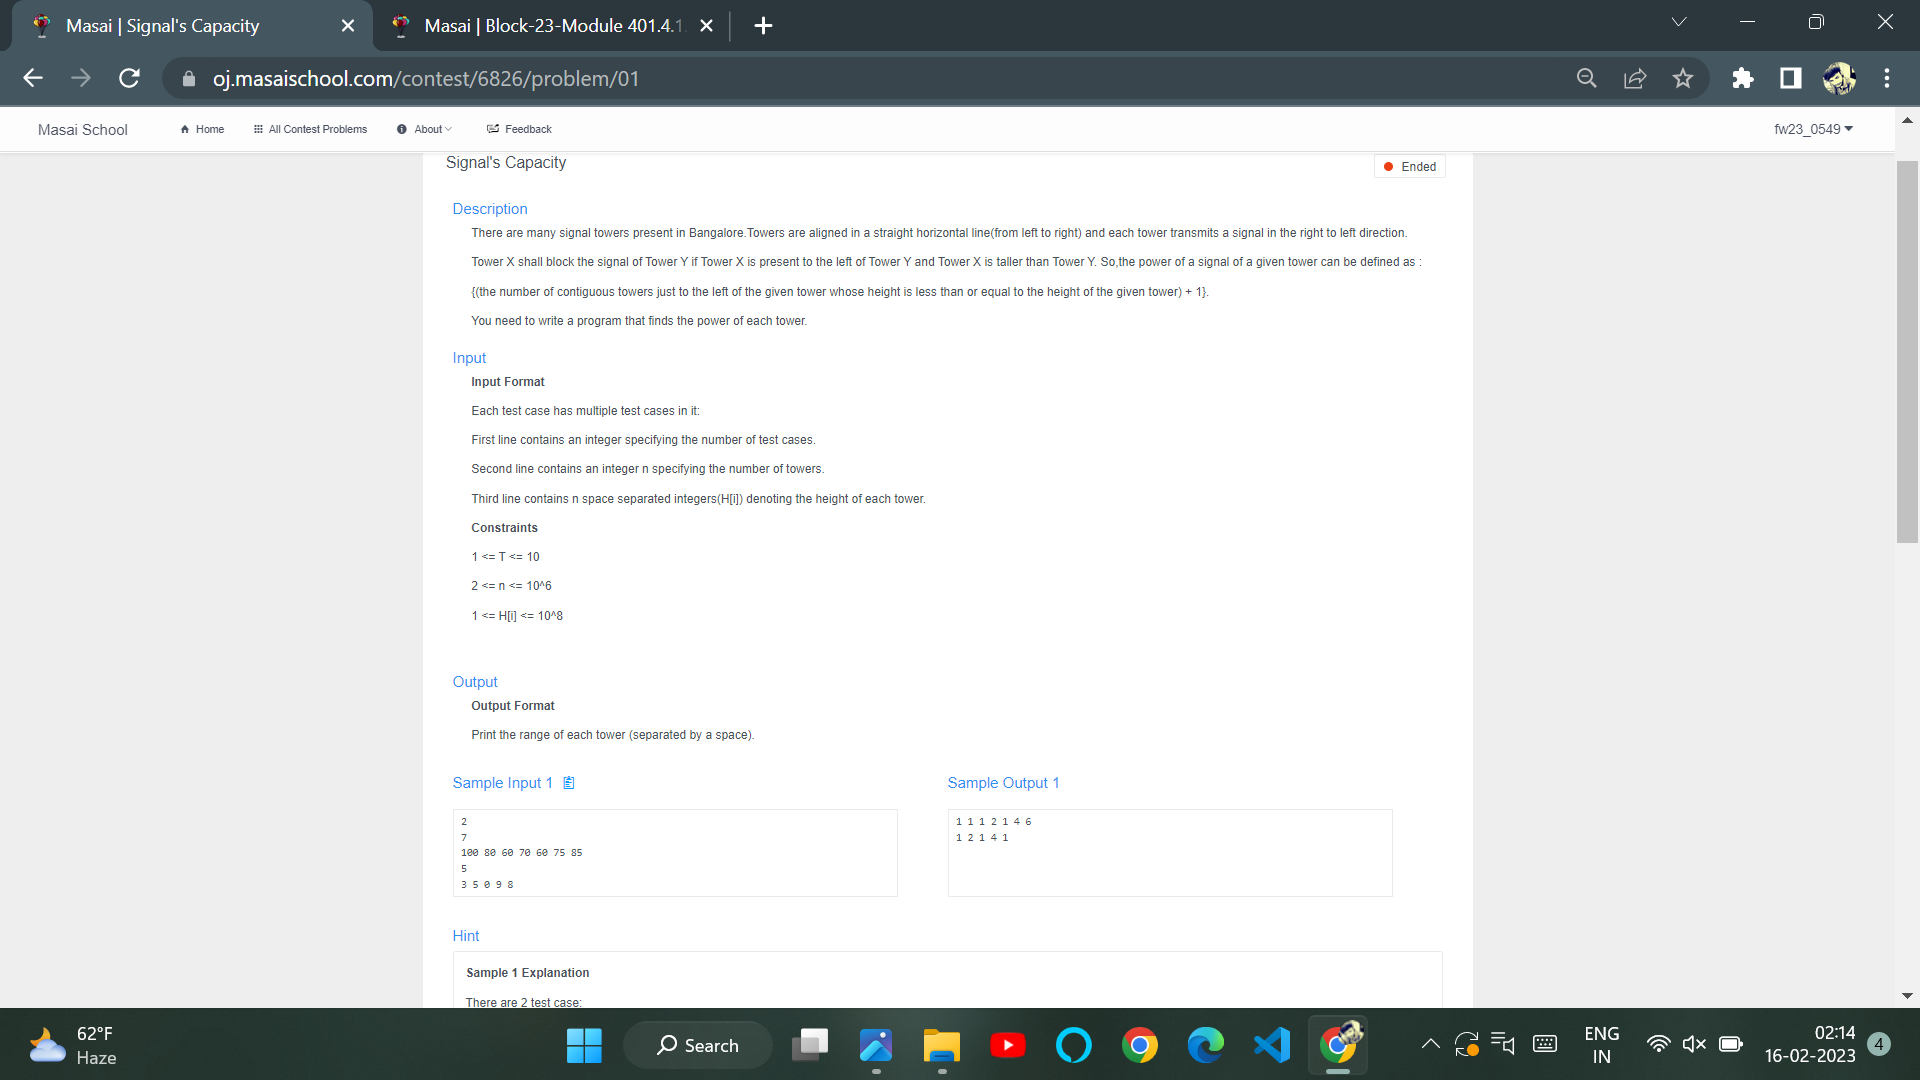 Masai | Signal's Capacity
Masai | Block-23-Module 401.4.1
oj.masaischool.com/contest/6826/problem/01
Masai School
Home
All Contest Problems
About
Feedback
fw23_0549
Signal's Capacity
Ended
Description
There are many signal towers present in Bangalore.Towers are aligned in a straight horizontal line(from left to right) and each tower transmits a signal in the right to left direction.
Tower X shall block the signal of Tower Y if Tower X is present to the left of Tower Y and Tower X is taller than Tower Y. So,the power of a signal of a given tower can be defined as :
{(the number of contiguous towers just to the left of the given tower whose height is less than or equal to the height of the given tower) + 1}.
You need to write a program that finds the power of each tower.
Input
Input Format
Each test case has multiple test cases in it:
First line contains an integer specifying the number of test cases.
Second line contains an integer n specifying the number of towers.
Third line contains n space separated integers(H[i]) denoting the height of each tower.
Constraints
1 <= T <= 10
2 <= n <= 10^6
1 <= H[i] <= 10^8
Output
Output Format
Print the range of each tower (separated by a space).
Sample Input 1
2
7
100 80 60 70 60 75 85
5
3 5 0 9 8
Sample Output 1
1 1 1 2 1 4 6
1 2 1 4 1
Hint
Sample 1 Explanation
There are 2 test case:
62°F
Haze
Search
ENG
IN
02:14
16-02-2023
4